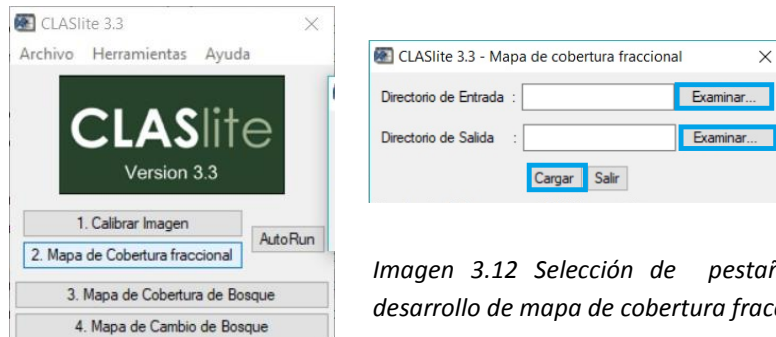 CLASlite 3.3
Archivo Herramientas Ayuda
CLASlite
Version 3.3
1. Calibrar Imagen
2. Mapa de Cobertura fraccional
AutoRun
3. Mapa de Cobertura de Bosque
4. Mapa de Cambio de Bosque
CLASlite 3.3 - Mapa de cobertura fraccional
Directorio de Entrada : Examinar...
Directorio de Salida : Examinar...
Cargar Salir
Imagen 3.12 Selección de
desarrollo de mapa de cobertura